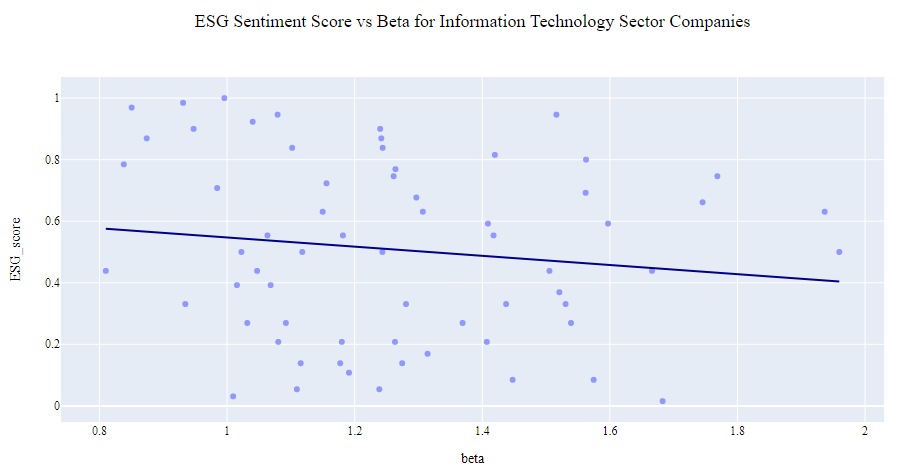 ESG Sentiment Score vs Beta for Information Technology Sector Companies
1
0.8
0.6
0.4
0.2
0
ESG_score
0.8 1 1.2 1.4 1.6 1.8 2
beta